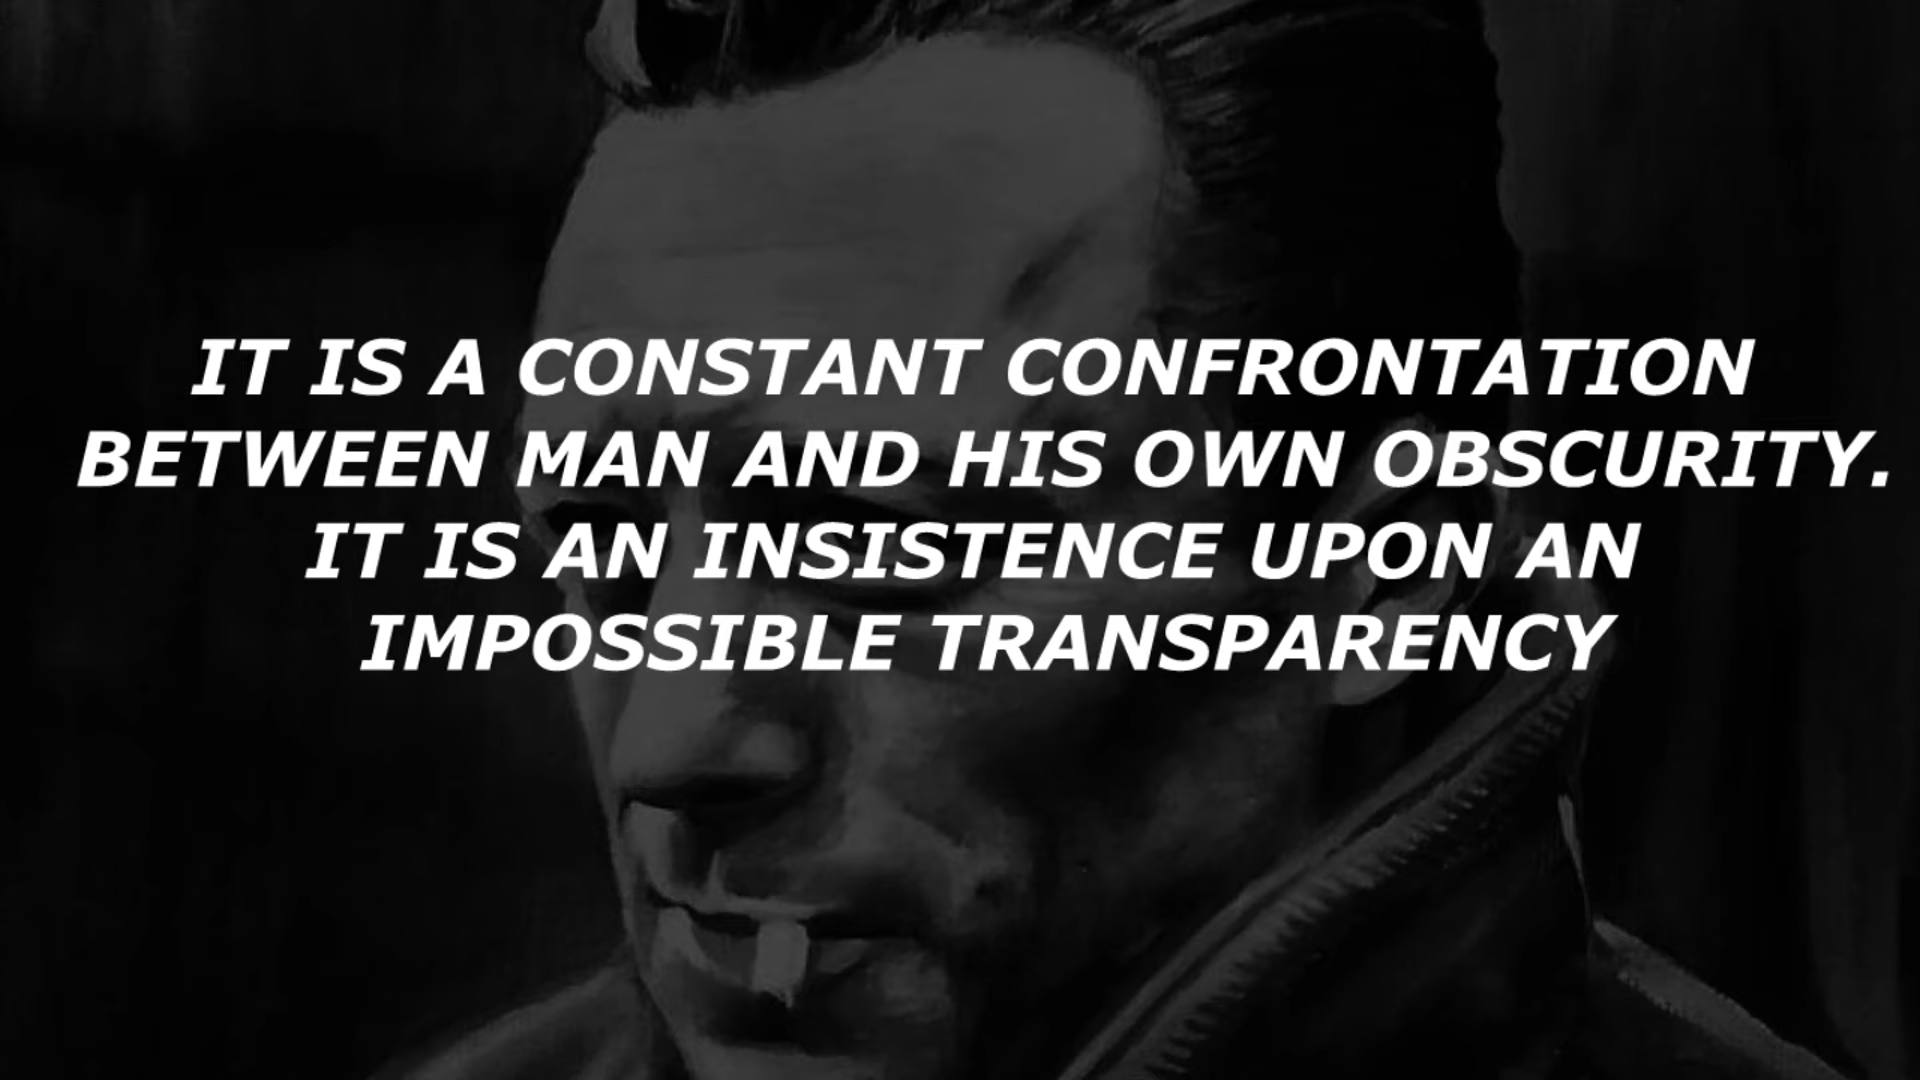 IT IS A CONSTANT CONFRONTATION
BETWEEN MAN AND HIS OWN OBSCURITY.
IT IS AN INSISTENCE UPON AN
IMPOSSIBLE TRANSPARENCY